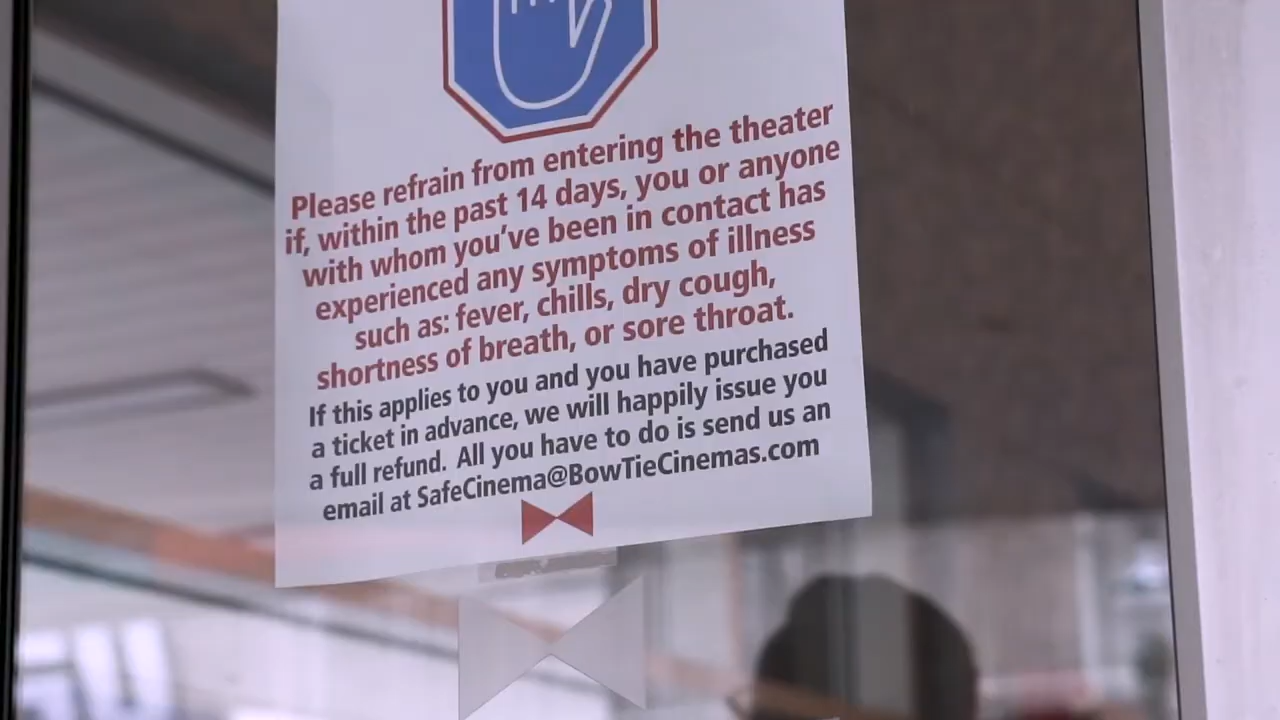 Please refrain from entering the theater
if, within the past 14 days, you or anyone
with whom you've been in contact has
experienced any symptoms of illness
such as: fever, chills, dry cough,
shortness of breath, or sore throat.
If this applies to you and you have purchased
a ticket in advance, we will happily issue you
a full refund. All you have to do is send us an
email at SafeCinema@BowTieCinemas.com